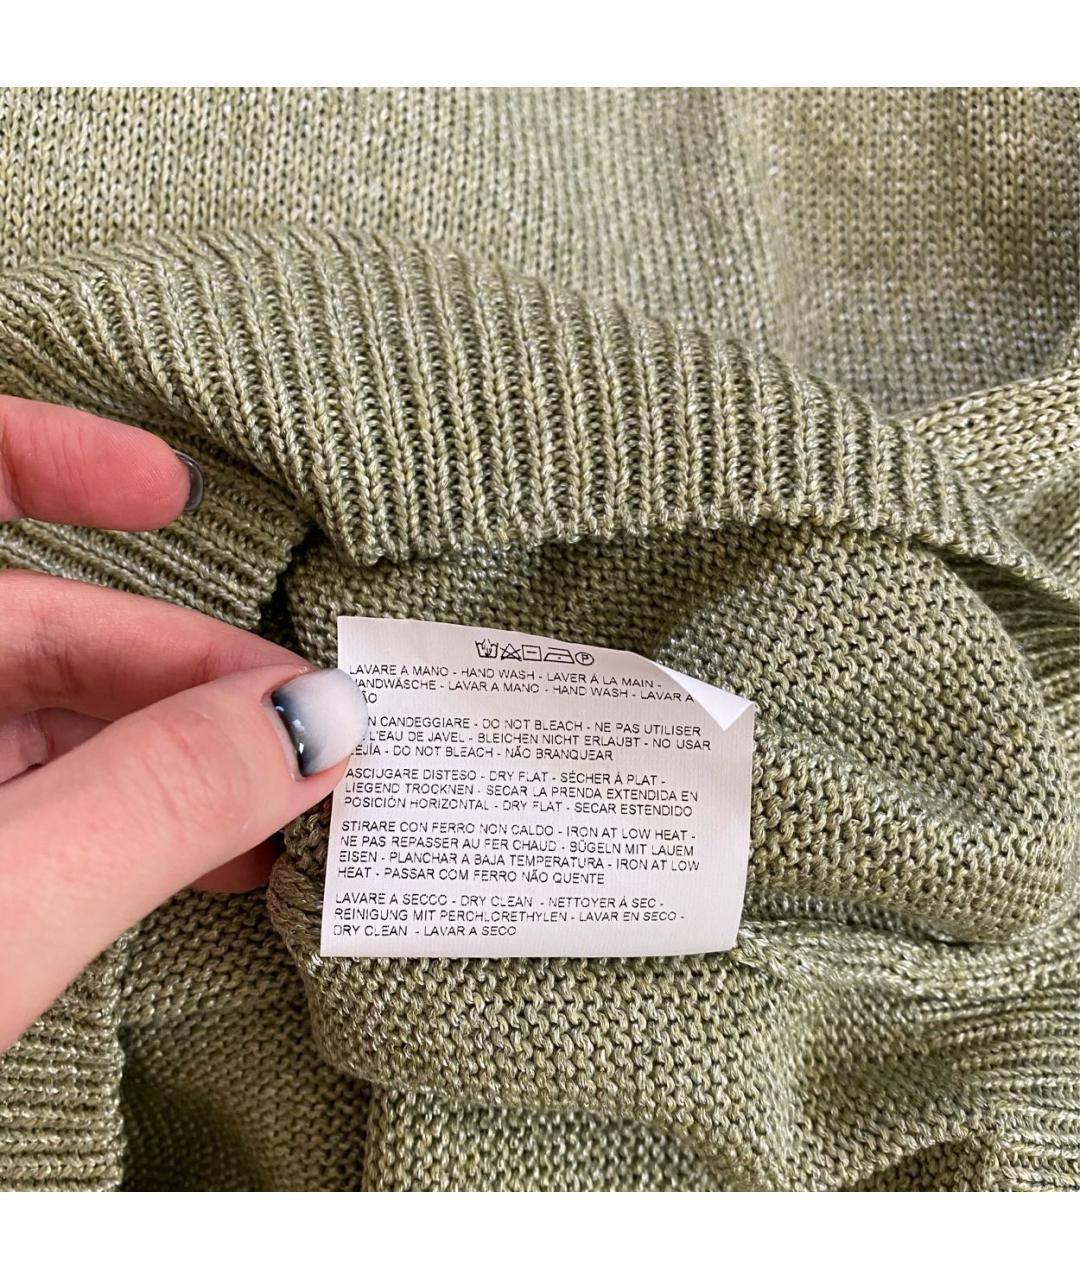 P
LAVARE A MANO - HAND WASH - LAVER À LA MAIN -
HANDWÄSCHE - LAVAR A MANO - HAND WASH - LAVAR A
ÃO
N CANDEGGIARE - DO NOT BLEACH - NE PAS UTILISER
L'EAU DE JAVEL - BLEICHEN NICHT ERLAUBT - NO USAR
LEJÍA - DO NOT BLEACH - NÃO BRANQUEAR
ASCIUGARE DISTESO - DRY FLAT - SÉCHER À PLAT -
LIEGEND TROCKNEN - SECAR LA PRENDA EXTENDIDA EN
POSICIÓN HORIZONTAL - DRY FLAT - SECAR ESTENDIDO
STIRARE CON FERRO NON CALDO - IRON AT LOW HEAT -
NE PAS REPASSER AU FER CHAUD - BÜGELN MIT LAUEM
EISEN - PLANCHAR A BAJA TEMPERATURA - IRON AT LOW
HEAT - PASSAR COM FERRO NÃO QUENTE
LAVARE A SECCO - DRY CLEAN - NETTOYER À SEC -
REINIGUNG MIT PERCHLORETHYLEN - LAVAR EN SECO -
DRY CLEAN - LAVAR A SECO